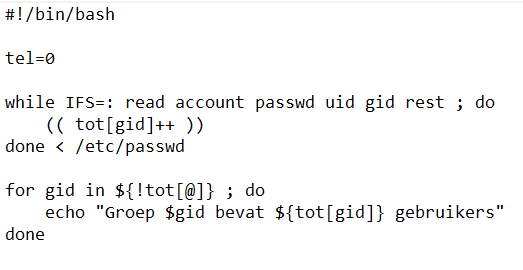 #!/bin/bash

tel=0

while IFS=: read account passwd uid gid rest ; do
    (( tot[gid]++ ))
done < /etc/passwd

for gid in ${!tot[@]} ; do
    echo "Groep $gid bevat ${tot[gid]} gebruikers"
done